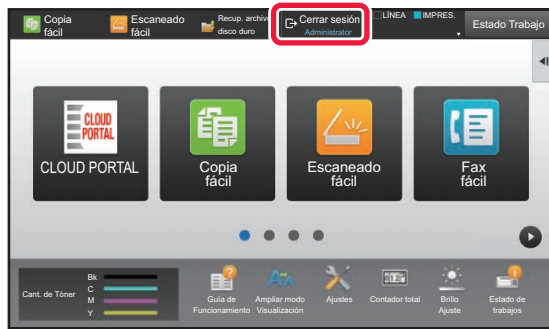 Copia
fácil
Escaneado
fácil
Recup. archivo
disco duro
Cerrar sesión
Administrator
LÍNEA
IMPRES.
Estado Trabajo
CLOUD
PORTAL
CLOUD PORTAL
Copia
fácil
Escaneado
fácil
Fax
fácil
Cant. de Tóner
Bk
C
M
Y
Guía de
Funcionamiento
Ampliar modo
Visualización
Ajustes
Contador total
Brillo
Ajuste
Estado de
trabajos